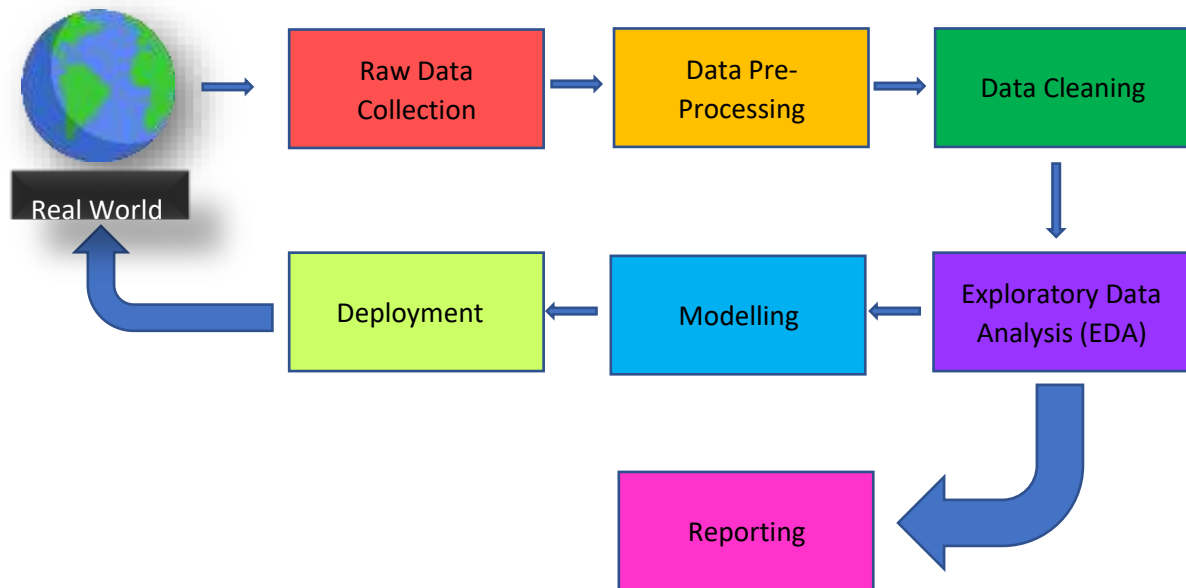 Raw Data
Collection
Data Pre-
Processing
Data Cleaning
Real World
Deployment
Modelling
Exploratory Data
Analysis (EDA)
Reporting